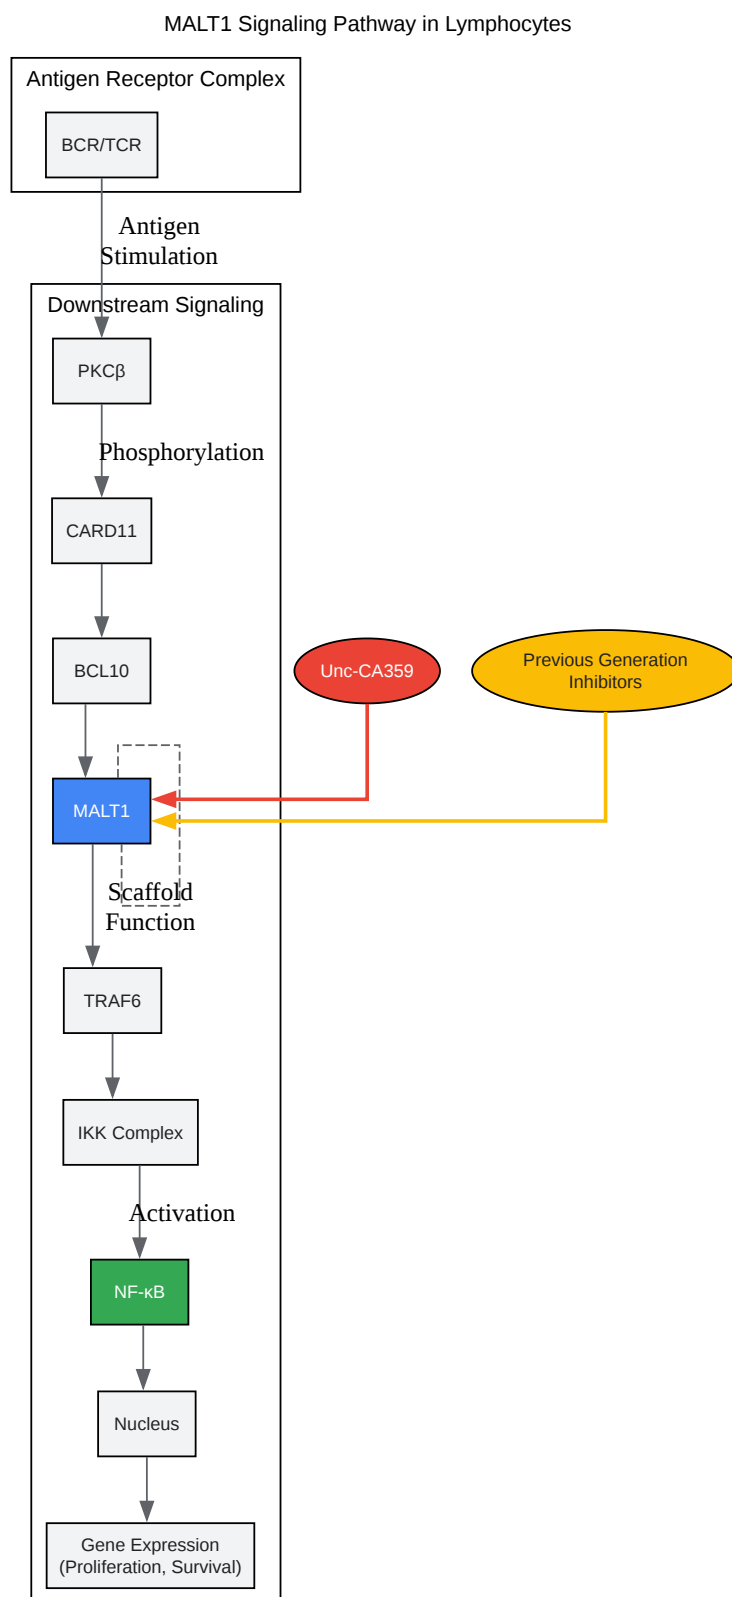 MALT1 Signaling Pathway in Lymphocytes
Antigen Receptor Complex
BCR/TCR
Antigen
Stimulation
Downstream Signaling
PKCβ
Phosphorylation
CARD11
BCL10
Unc-CA359
Previous Generation
Inhibitors
MALT1
Scaffold
Function
TRAF6
IKK Complex
Activation
NF-κB
Nucleus
Gene Expression
(Proliferation, Survival)